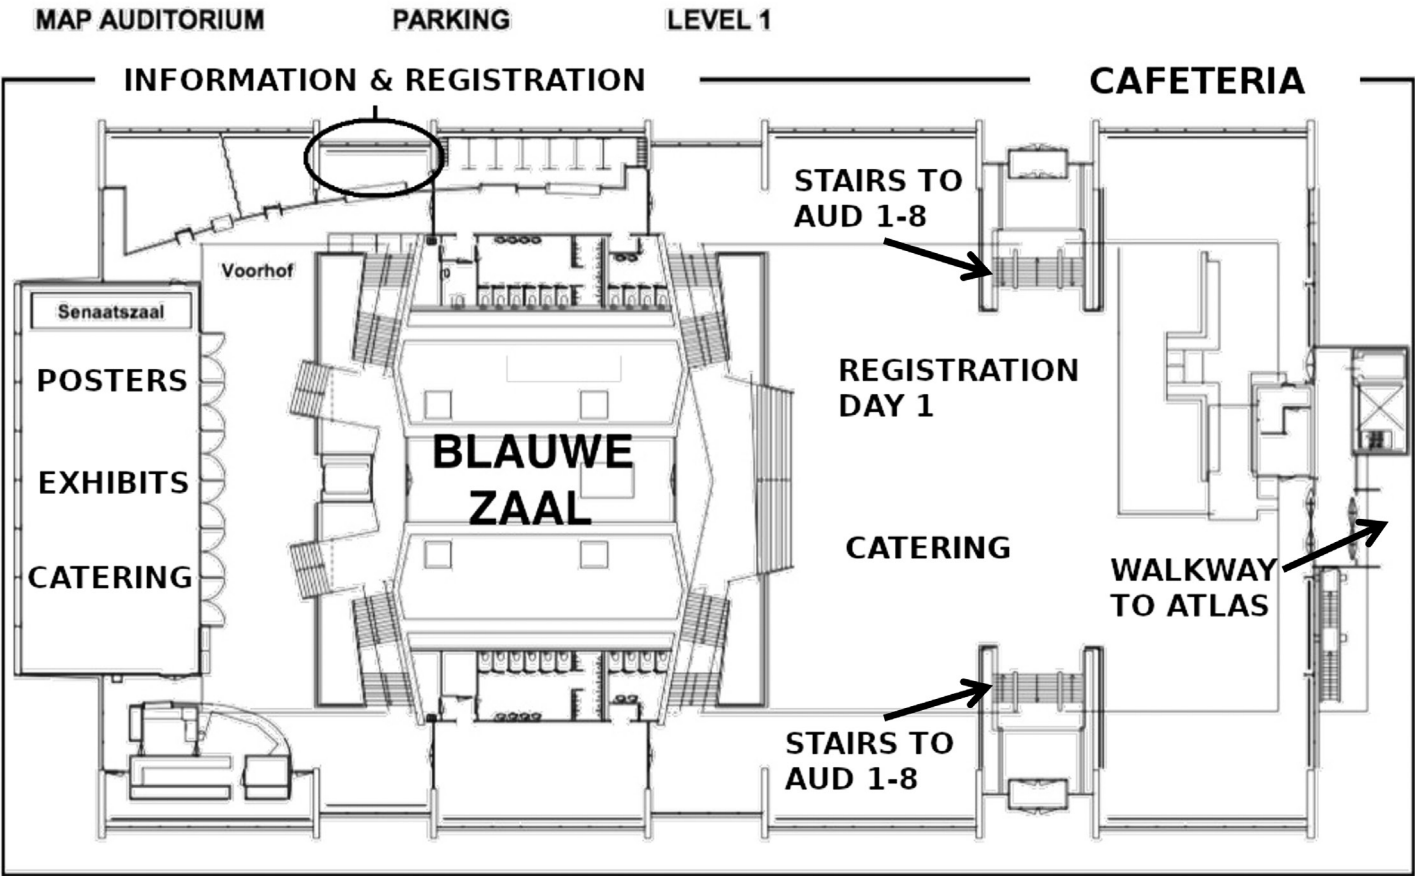 MAP AUDITORIUM PARKING LEVEL 1
INFORMATION & REGISTRATION
CAFETERIA
STAIRS TO
AUD 1-8
Voorhof
Senaatszaal
POSTERS
EXHIBITS
CATERING
BLAUWE
ZAAL
REGISTRATION
DAY 1
CATERING
WALKWAY
TO ATLAS
STAIRS TO
AUD 1-8